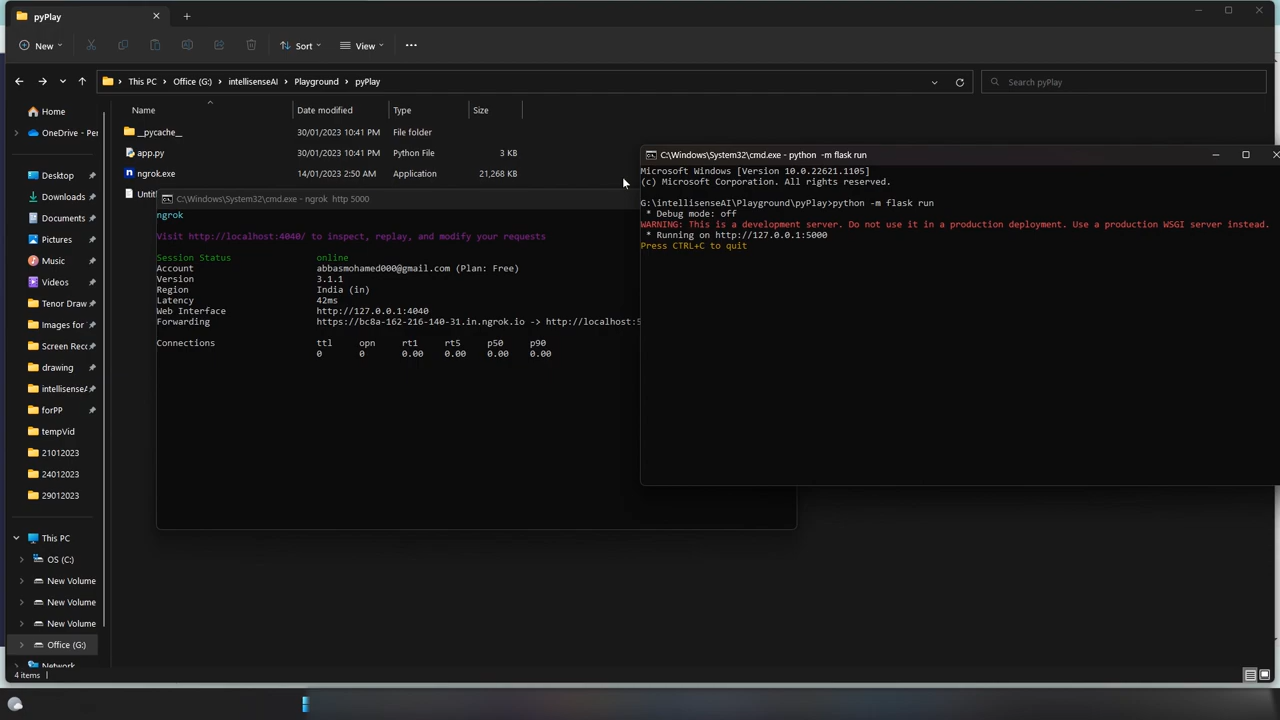 pyPlay
New
Sort
View
This PC
Office (G:)
intellisenseAI
Playground
pyPlay
Search pyPlay
Name
Date modified
Type
Size
__pycache__
30/01/2023 10:41 PM
File folder
app.py
30/01/2023 10:41 PM
Python File
3 KB
ngrok.exe
14/01/2023 2:50 AM
Application
21,268 KB
Untit
Home
OneDrive - Per
Desktop
Downloads
Documents
Pictures
Music
Videos
Tenor Draw
Images for
Screen Rec
drawing
intellisenseA
forPP
tempVid
21012023
24012023
29012023
This PC
OS (C:)
New Volume
New Volume
New Volume
Office (G:)
Network
4 items
C:\Windows\System32\cmd.exe - ngrok http 5000
ngrok
Visit http://localhost:4040/ to inspect, replay, and modify your requests
Session Status online
Account abbasmohamed000@gmail.com (Plan: Free)
Version 3.1.1
Region India (in)
Latency 42ms
Web Interface http://127.0.0.1:4040
Forwarding https://bc8a-162-216-140-31.in.ngrok.io -> http://localhost:5
Connections ttl opn rt1 rt5 p50 p90
0 0 0.00 0.00 0.00 0.00
C:\Windows\System32\cmd.exe - python -m flask run
Microsoft Windows [Version 10.0.22621.1105]
(c) Microsoft Corporation. All rights reserved.
G:\intellisenseAI\Playground\pyPlay>python -m flask run
* Debug mode: off
WARNING: This is a development server. Do not use it in a production deployment. Use a production WSGI server instead.
* Running on http://127.0.0.1:5000
Press CTRL+C to quit